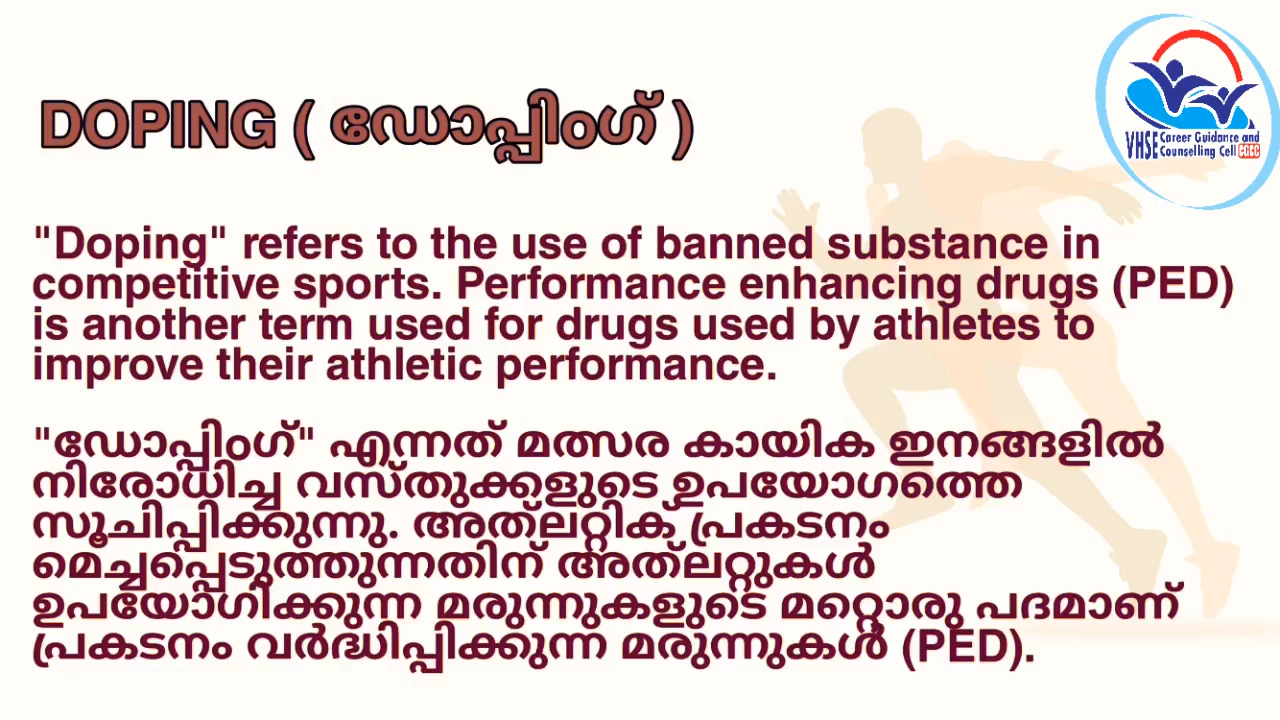 DOPING ( ഡോപ്പിംഗ് )
VHSE Career Guidance and
Counselling Cell CGCC
"Doping" refers to the use of banned substance in
competitive sports. Performance enhancing drugs (PED)
is another term used for drugs used by athletes to
improve their athletic performance.
"ഡോപ്പിംഗ്" എന്നത് മത്സര കായിക ഇനങ്ങളിൽ
നിരോധിച്ച വസ്തുക്കളുടെ ഉപയോഗത്തെ
സൂചിപ്പിക്കുന്നു. അത്‌ലറ്റിക് പ്രകടനം
മെച്ചപ്പെടുത്തുന്നതിന് അത്‌ലറ്റുകൾ
ഉപയോഗിക്കുന്ന മരുന്നുകളുടെ മറ്റൊരു പദമാണ്
പ്രകടനം വർദ്ധിപ്പിക്കുന്ന മരുന്നുകൾ (PED).